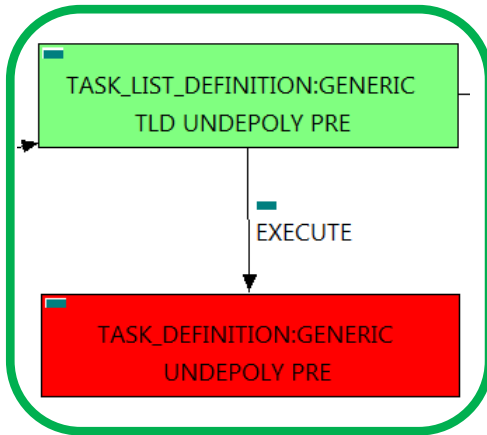 TASK_LIST_DEFINITION:GENERIC
TLD UNDEPOLY PRE
EXECUTE
TASK_DEFINITION:GENERIC
UNDEPOLY PRE